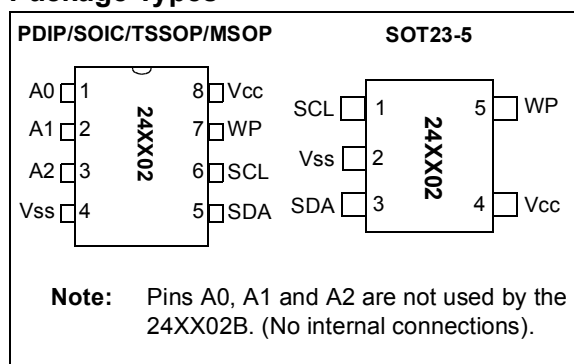 Package Types
PDIP/SOIC/TSSOP/MSOP
A0 1 8 Vcc
A1 2 7 WP
A2 3 6 SCL
Vss 4 5 SDA
24XX02
SOT23-5
SCL 1 5 WP
Vss 2
SDA 3 4 Vcc
24XX02
Note: Pins A0, A1 and A2 are not used by the
24XX02B. (No internal connections).